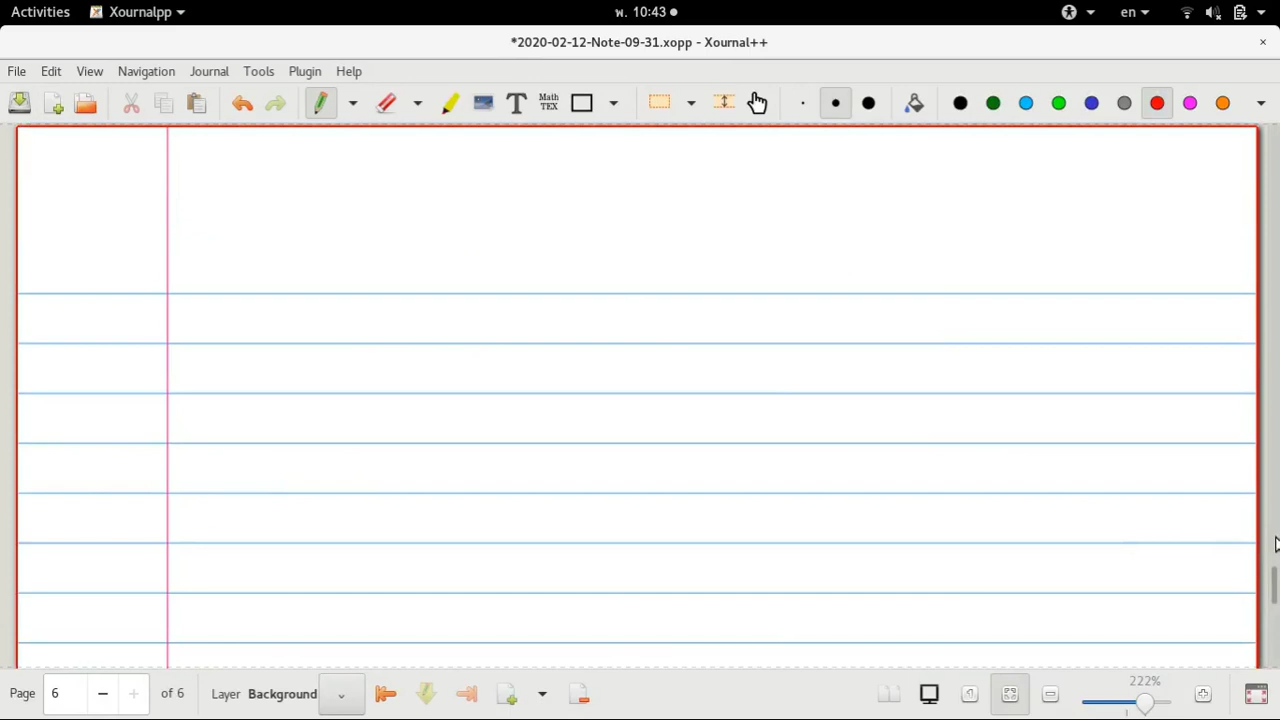 Activities Xournalpp พ. 10:43 en
*2020-02-12-Note-09-31.xopp - Xournal++
File Edit View Navigation Journal Tools Plugin Help
T Math TEX
222%
Page 6 of 6 Layer Background